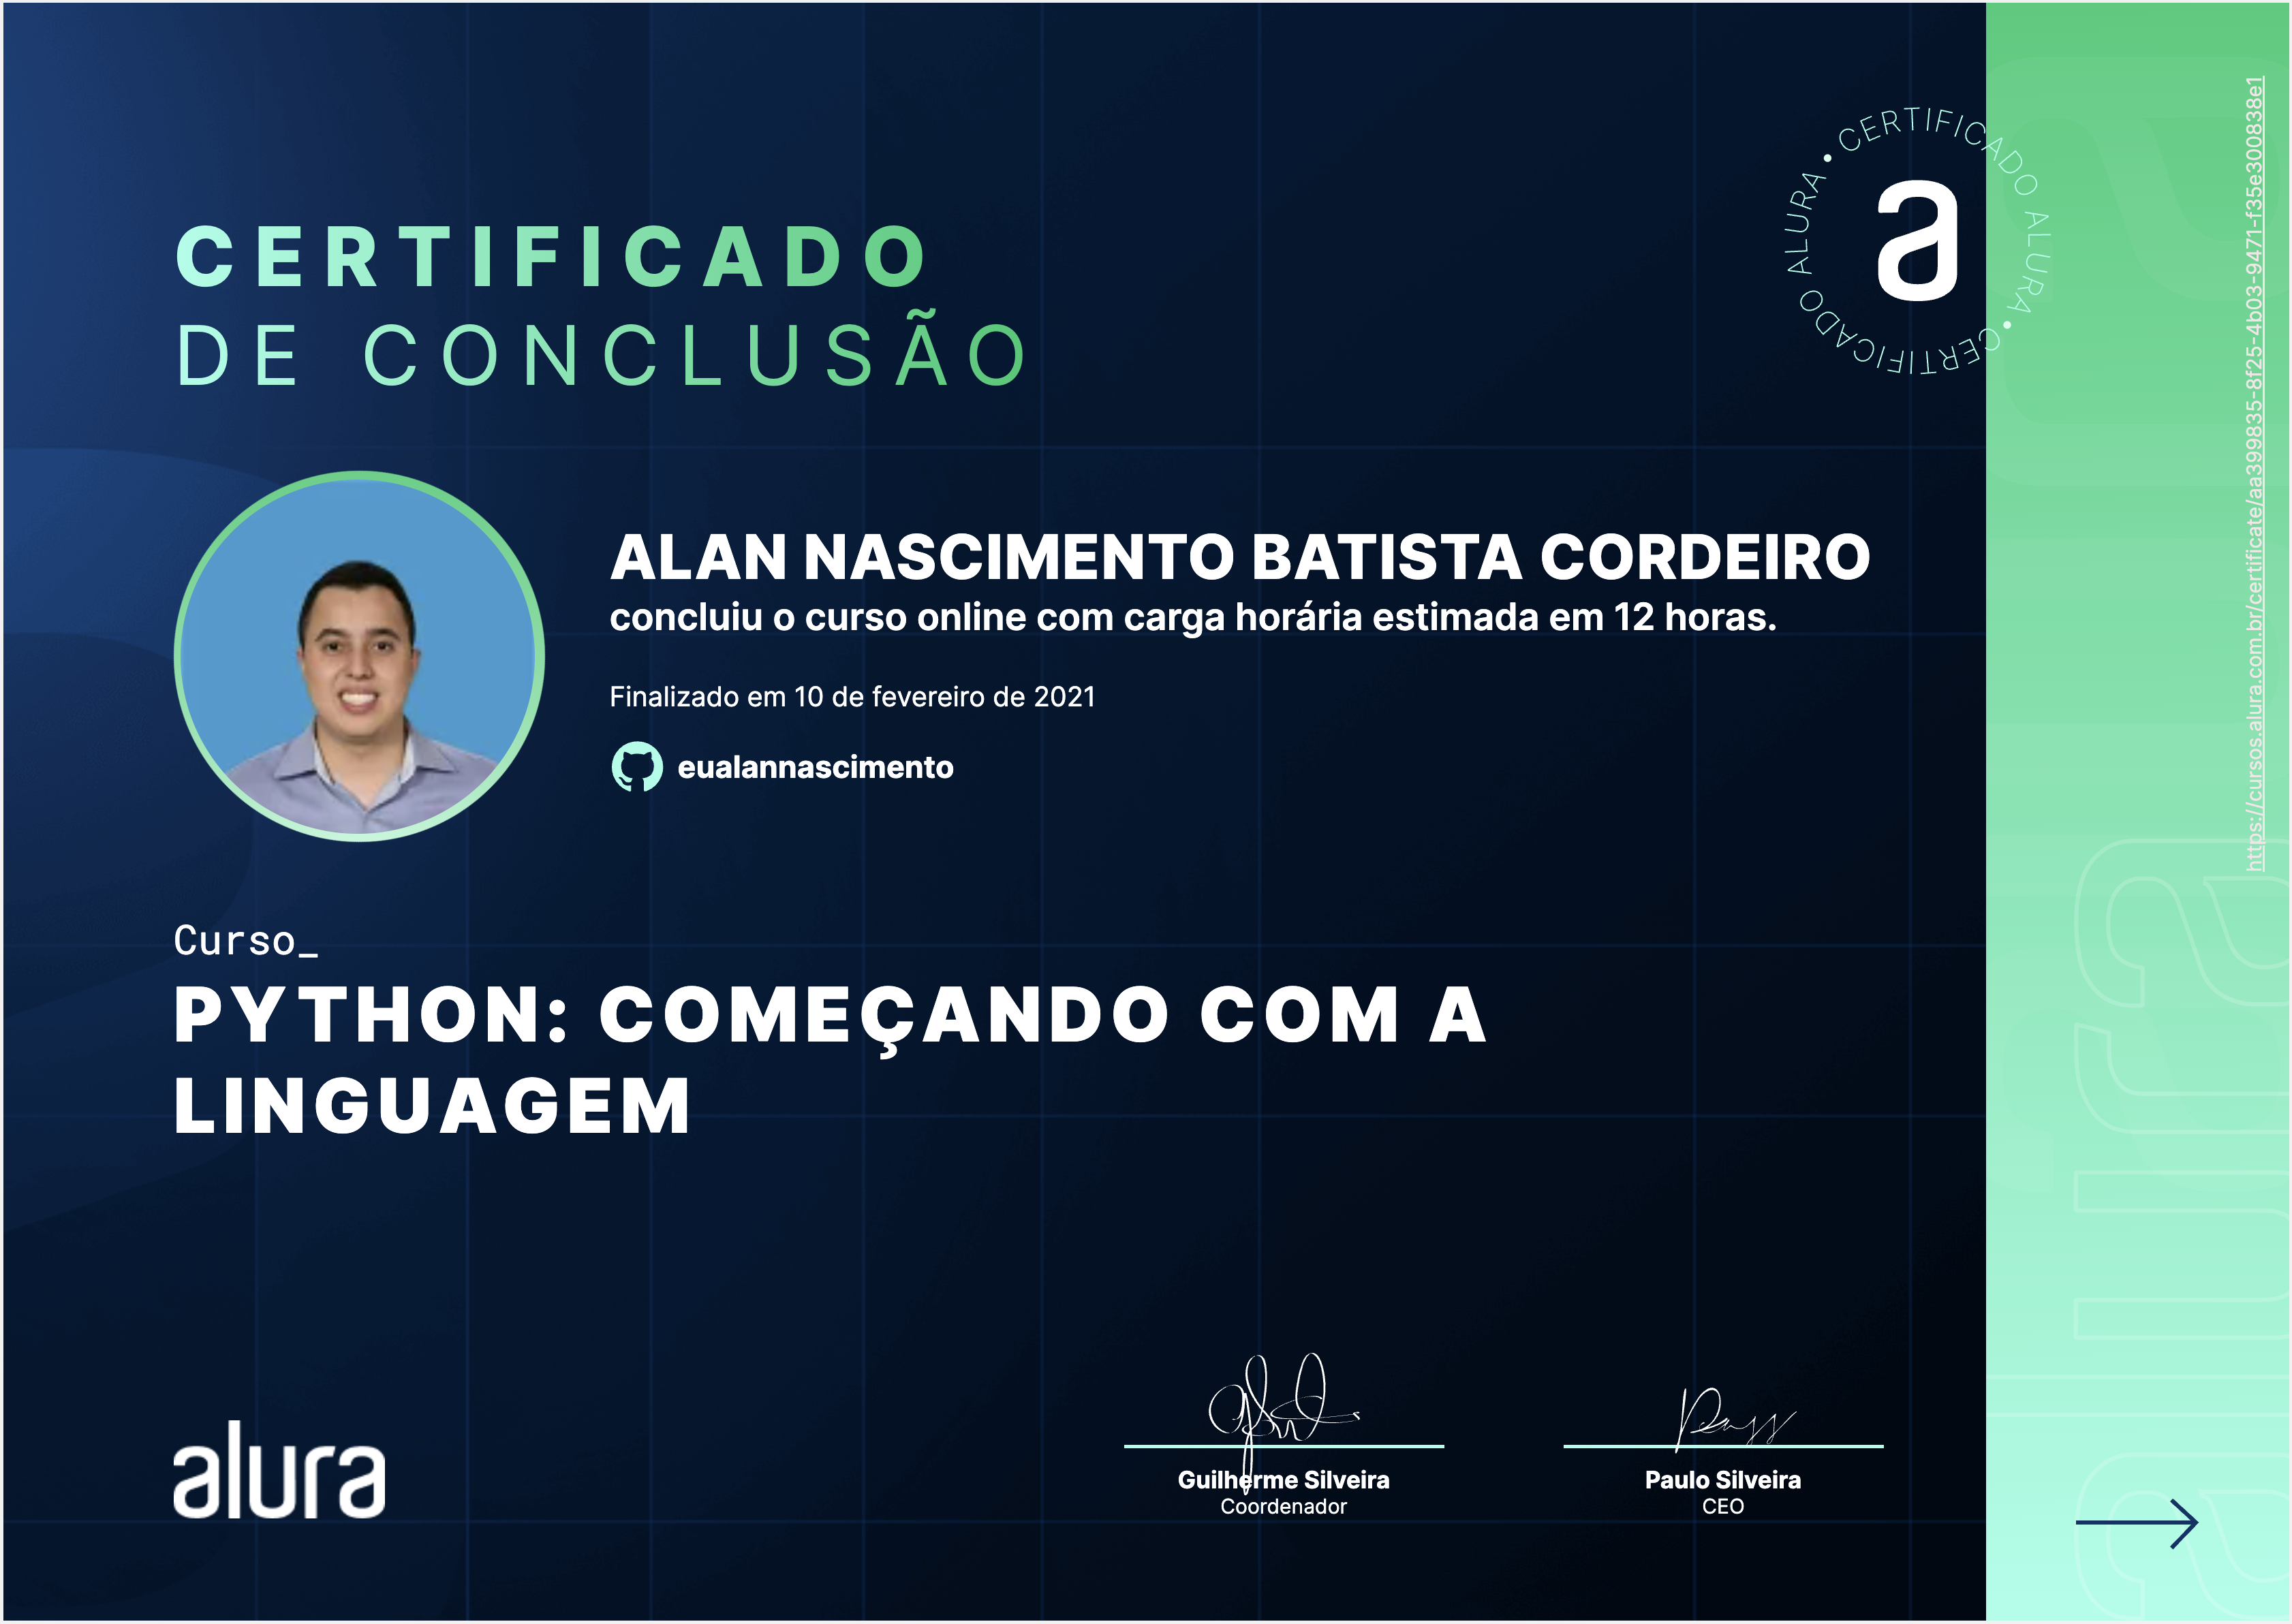 CERTIFICADO
DE CONCLUSÃO
CERTIFICADO ALURA • CERTIFICADO ALURA •
a
ALAN NASCIMENTO BATISTA CORDEIRO
concluiu o curso online com carga horária estimada em 12 horas.
Finalizado em 10 de fevereiro de 2021
eualannascimento
Curso_
PYTHON: COMEÇANDO COM A
LINGUAGEM
alura
Guilherme Silveira
Coordenador
Paulo Silveira
CEO
https://cursos.alura.com.br/certificate/aa399835-8f25-4b03-9471-f35e300838e1
alura